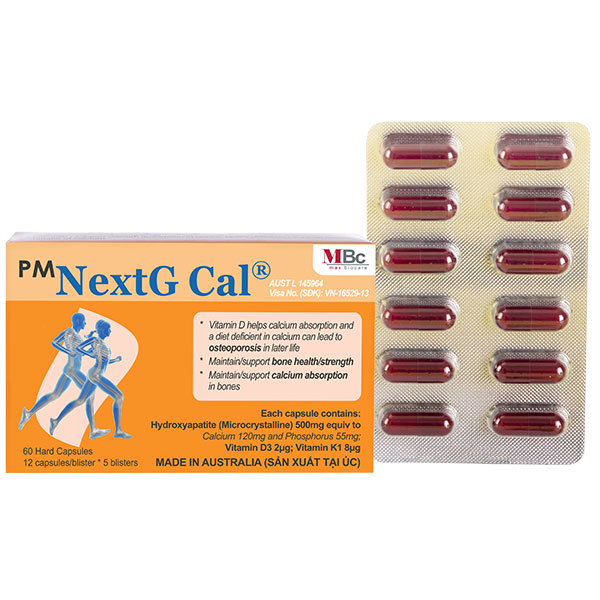 PM NextG Cal®
MBc
max biocare
AUST L 145964
Visa No. (SĐK): VN-16529-13
• Vitamin D helps calcium absorption and
a diet deficient in calcium can lead to
osteoporosis in later life
• Maintain/support bone health/strength
• Maintain/support calcium absorption
in bones
Each capsule contains:
Hydroxyapatite (Microcrystalline) 500mg equiv to
Calcium 120mg and Phosphorus 55mg;
Vitamin D3 2µg; Vitamin K1 8µg
60 Hard Capsules
12 capsules/blister * 5 blisters
MADE IN AUSTRALIA (SẢN XUẤT TẠI ÚC)